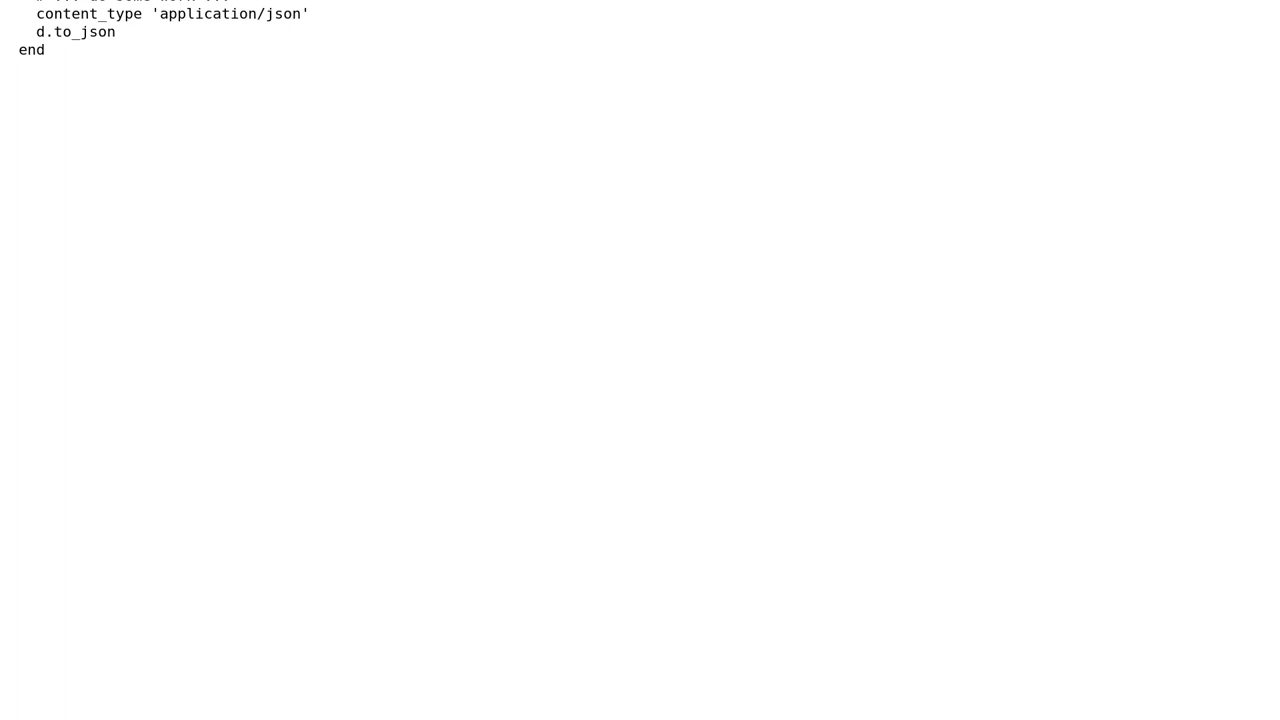 content_type 'application/json'
d.to_json
end